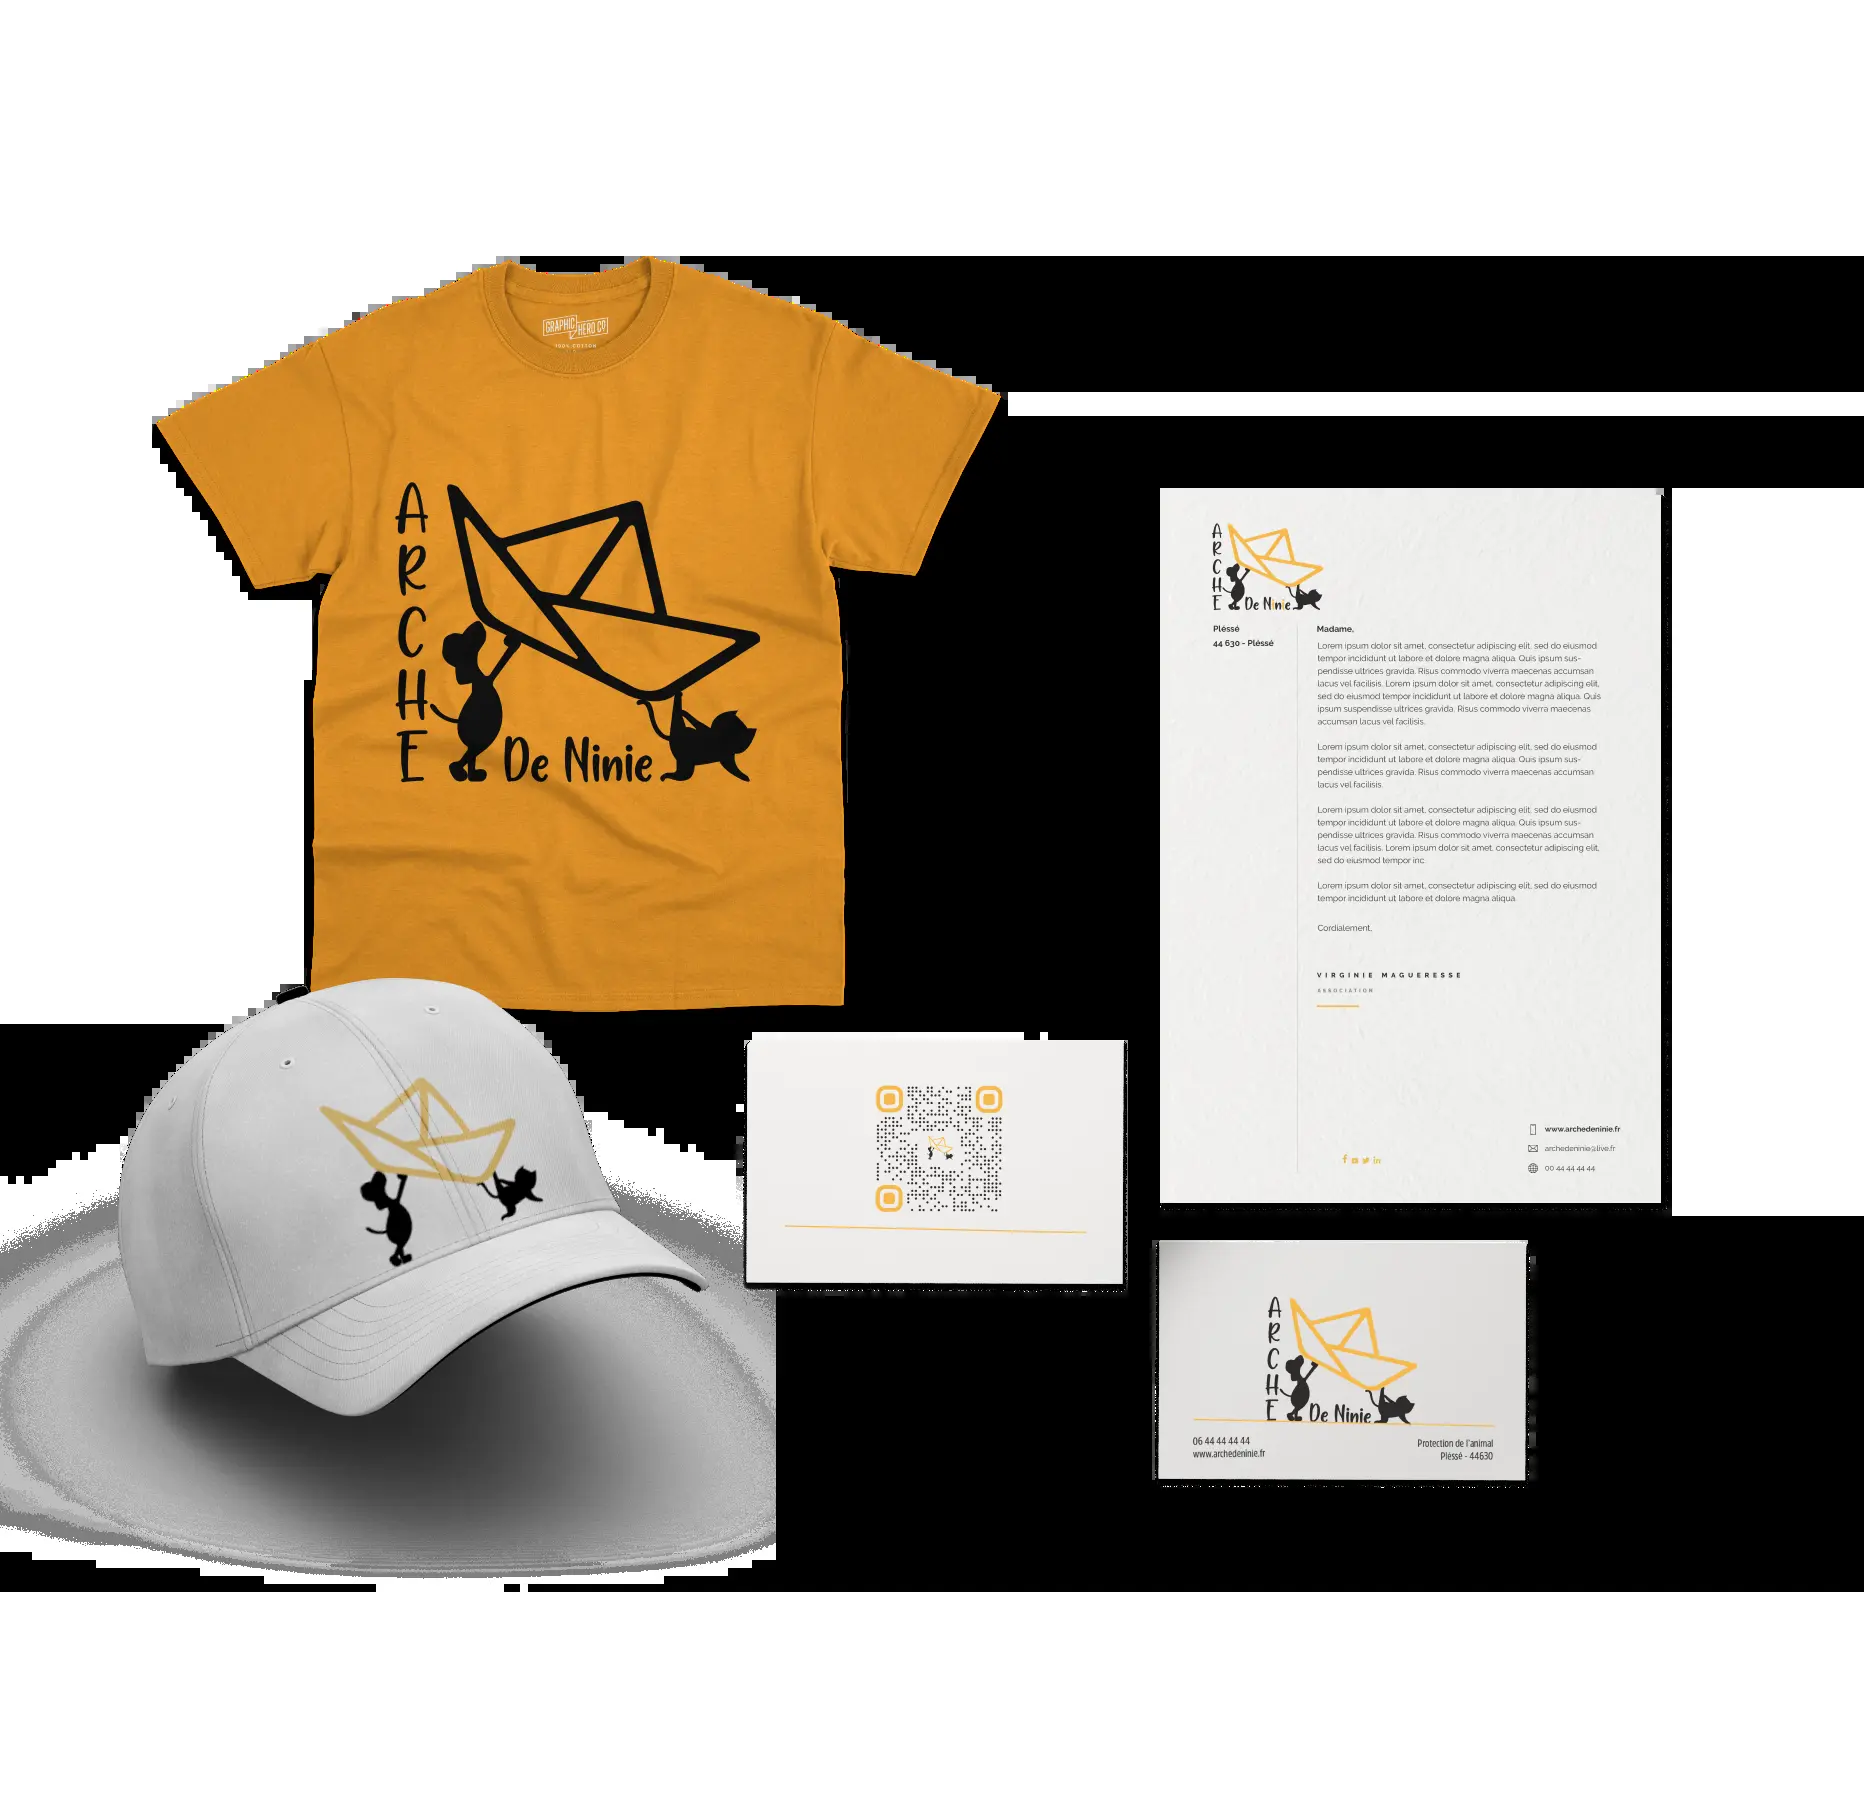 GRAPHIC
HERO CO
100% COTTON
ARCHE
De Ninie
ARCHE
De Ninie
Pléssé
44 630 - Pléssé
Madame,
Lorem ipsum dolor sit amet, consectetur adipiscing elit, sed do eiusmod
tempor incididunt ut labore et dolore magna aliqua. Quis ipsum sus-
pendisse ultrices gravida. Risus commodo viverra maecenas accumsan
lacus vel facilisis. Lorem ipsum dolor sit amet, consectetur adipiscing elit,
sed do eiusmod tempor incididunt ut labore et dolore magna aliqua. Quis
ipsum suspendisse ultrices gravida. Risus commodo viverra maecenas
accumsan lacus vel facilisis.
Lorem ipsum dolor sit amet, consectetur adipiscing elit, sed do eiusmod
tempor incididunt ut labore et dolore magna aliqua. Quis ipsum sus-
pendisse ultrices gravida. Risus commodo viverra maecenas accumsan
lacus vel facilisis.
Lorem ipsum dolor sit amet, consectetur adipiscing elit, sed do eiusmod
tempor incididunt ut labore et dolore magna aliqua. Quis ipsum sus-
pendisse ultrices gravida. Risus commodo viverra maecenas accumsan
lacus vel facilisis. Lorem ipsum dolor sit amet, consectetur adipiscing elit,
sed do eiusmod tempor inc.
Lorem ipsum dolor sit amet, consectetur adipiscing elit, sed do eiusmod
tempor incididunt ut labore et dolore magna aliqua.
Cordialement,
VIRGINIE MAGUERESSE
ASSOCIATION
www.archedeninie.fr
archedeninie@live.fr
00 44 44 44 44
ARCHE
De Ninie
06 44 44 44 44
www.archedeninie.fr
Protection de l'animal
Pléssé - 44630